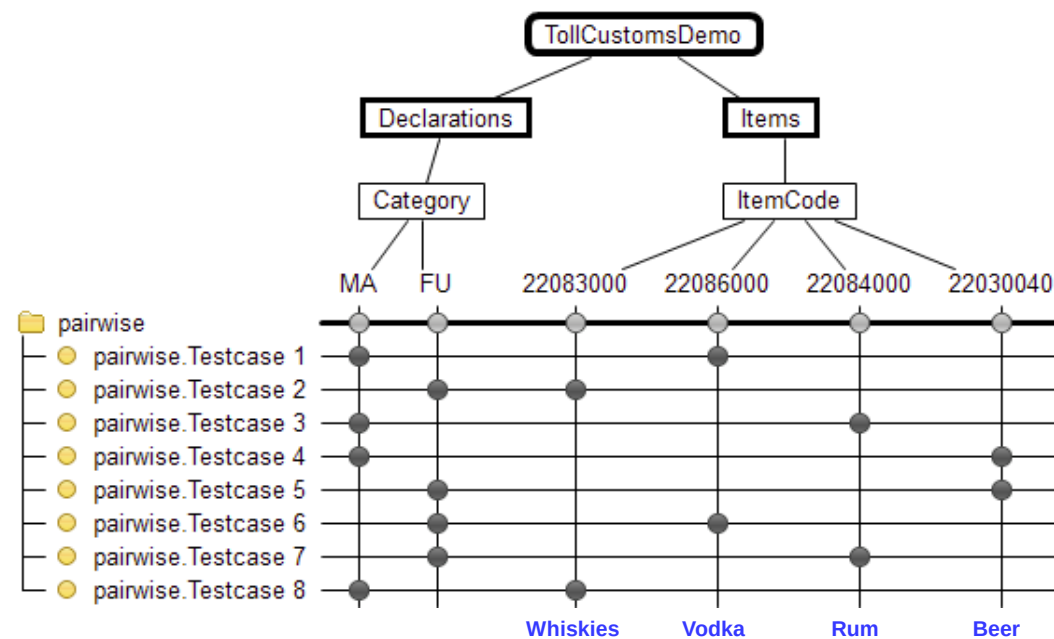 TollCustomsDemo
Declarations Items
Category ItemCode
MA FU 22083000 22086000 22084000 22030040
pairwise
pairwise.Testcase 1
pairwise.Testcase 2
pairwise.Testcase 3
pairwise.Testcase 4
pairwise.Testcase 5
pairwise.Testcase 6
pairwise.Testcase 7
pairwise.Testcase 8
Whiskies Vodka Rum Beer